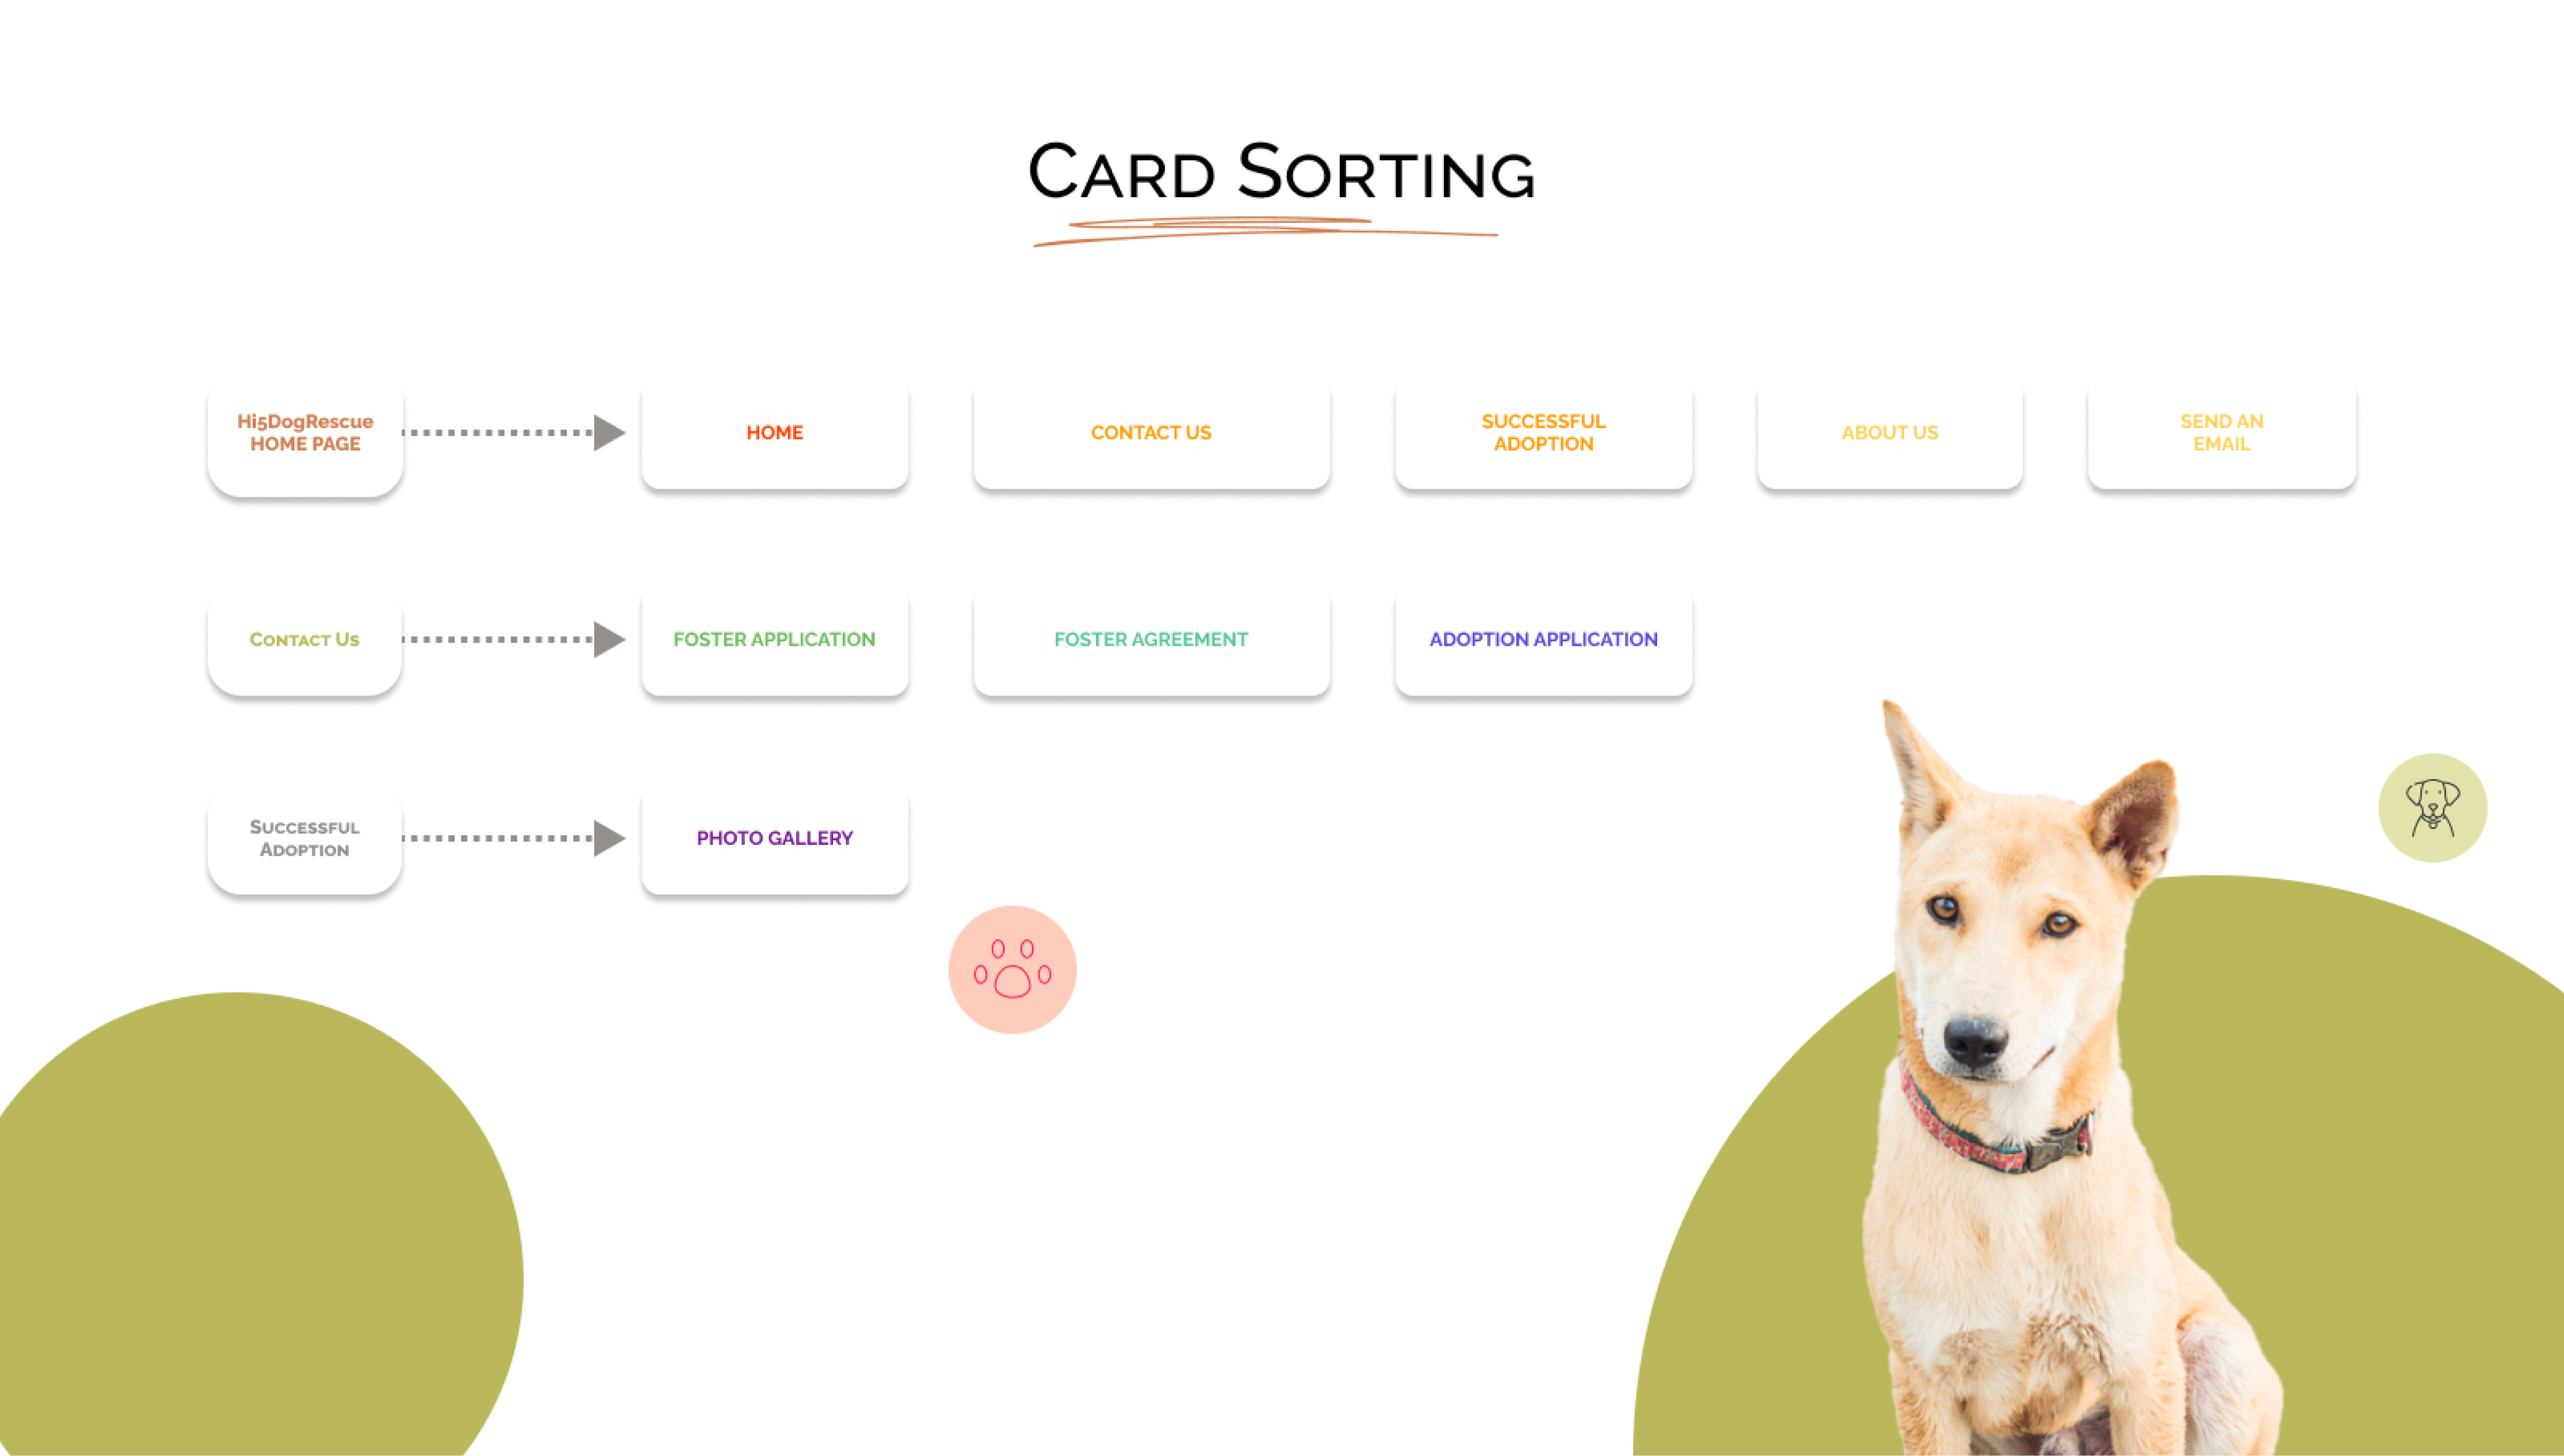 CARD SORTING
Hi5DogRescue
HOME PAGE
HOME
CONTACT US
SUCCESSFUL
ADOPTION
ABOUT US
SEND AN
EMAIL
CONTACT US
FOSTER APPLICATION
FOSTER AGREEMENT
ADOPTION APPLICATION
SUCCESSFUL
ADOPTION
PHOTO GALLERY